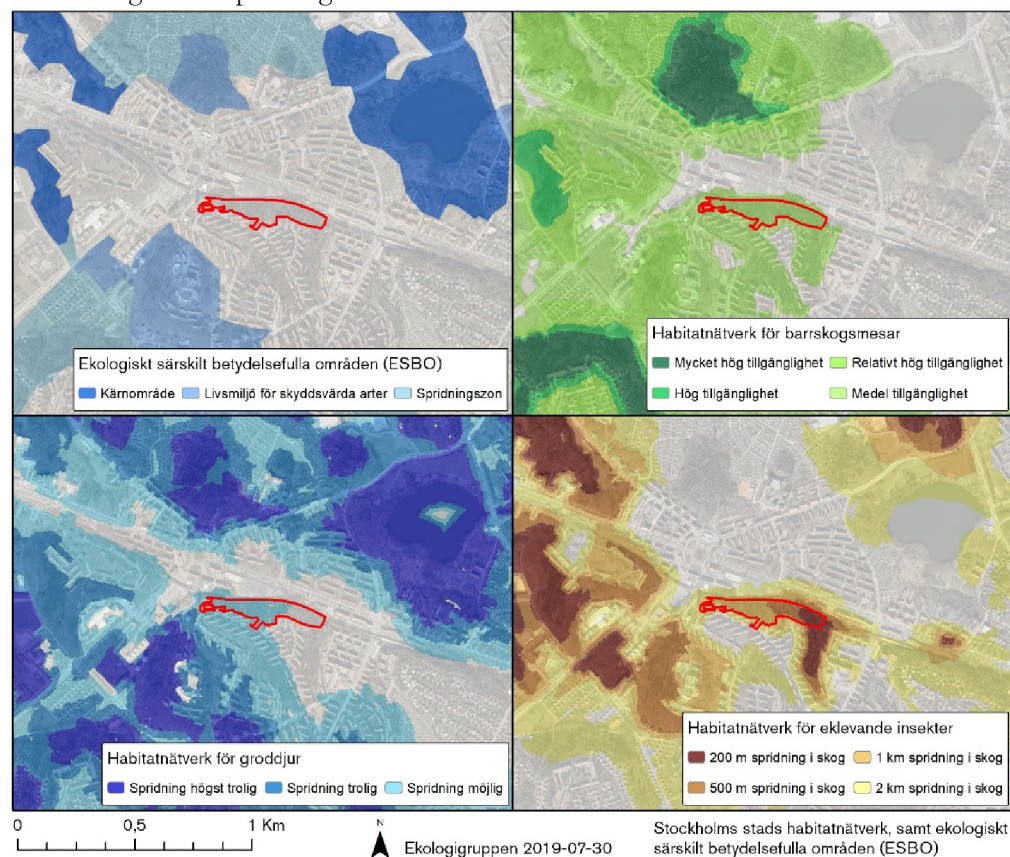 Ekologiskt särskilt betydelsefulla områden (ESBO)
Kärnområde Livsmiljö för skyddsvärda arter Spridningszon
Habitatnätverk för barrskogsmesar
Mycket hög tillgänglighet Relativt hög tillgänglighet
Hög tillgänglighet Medel tillgänglighet
Habitatnätverk för groddjur
Spridning högst trolig Spridning trolig Spridning möjlig
Habitatnätverk för eklevande insekter
200 m spridning i skog 1 km spridning i skog
500 m spridning i skog 2 km spridning i skog
0 0,5 1 Km
N
Ekologigruppen 2019-07-30
Stockholms stads habitatnätverk, samt ekologiskt
särskilt betydelsefulla områden (ESBO)